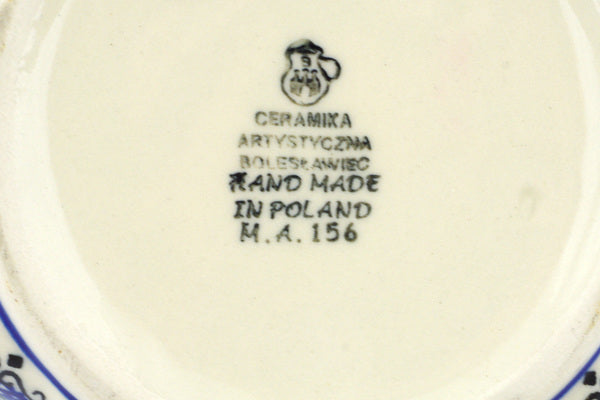 CERAMIKA
ARTYSTYCZNA
BOLESŁAWIEC
HAND MADE
IN POLAND
M.A.156